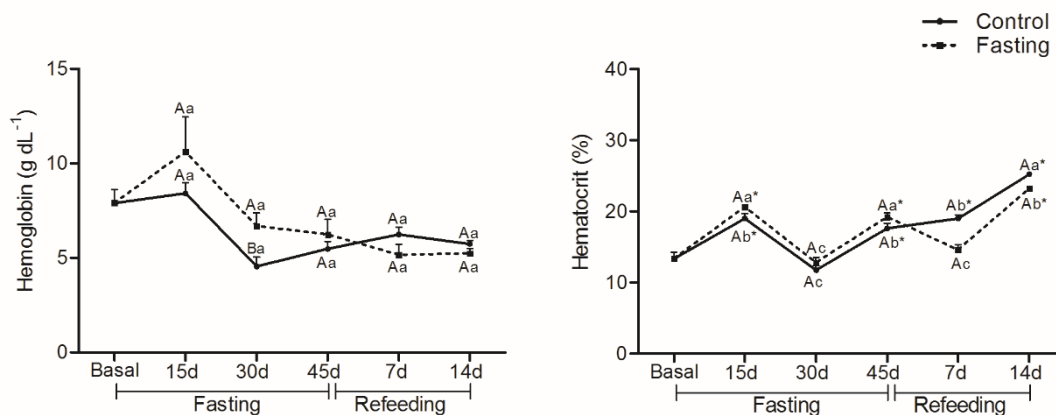 Control
Fasting
Hemoglobin (g dL⁻¹)
15
10
5
0
Aa
Aa
Aa
Ba
Aa
Aa
Aa
Aa
Aa
Aa
Basal 15d 30d 45d 7d 14d
Fasting Refeeding
Hematocrit (%)
40
30
20
10
0
Aa*
Ab*
Ac
Ac
Aa*
Ab*
Ab*
Ac
Aa*
Ab*
Basal 15d 30d 45d 7d 14d
Fasting Refeeding